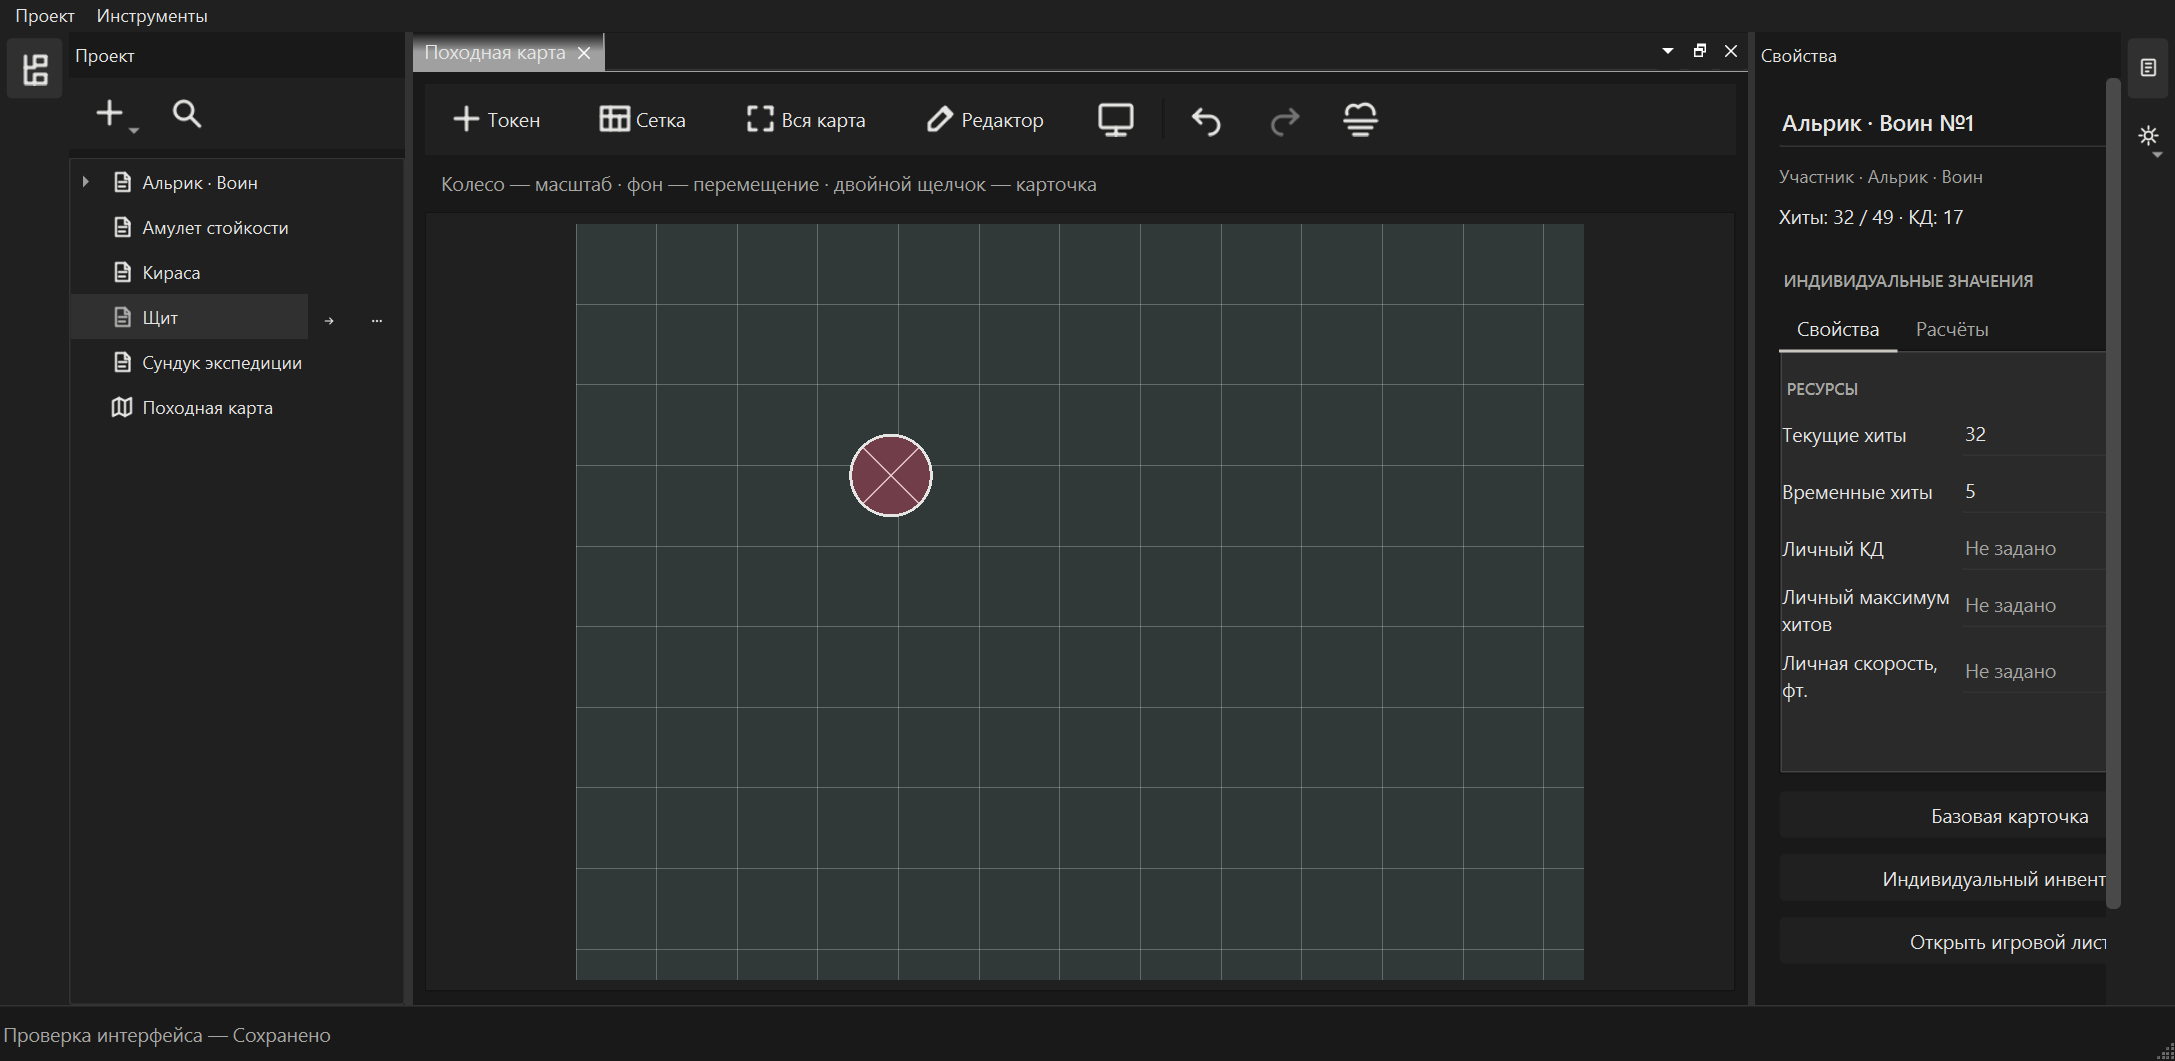 Проект Инструменты
Проект
Альрик · Воин
Амулет стойкости
Кираса
Щит → ...
Сундук экспедиции
Походная карта
Походная карта
Токен Сетка Вся карта Редактор
Колесо — масштаб · фон — перемещение · двойной щелчок — карточка
Свойства
Альрик · Воин №1
Участник · Альрик · Воин
Хиты: 32 / 49 · КД: 17
ИНДИВИДУАЛЬНЫЕ ЗНАЧЕНИЯ
Свойства Расчёты
РЕСУРСЫ
Текущие хиты 32
Временные хиты 5
Личный КД Не задано
Личный максимум
хитов Не задано
Личная скорость,
фт. Не задано
Базовая карточка
Индивидуальный инвент
Открыть игровой лист
Проверка интерфейса — Сохранено